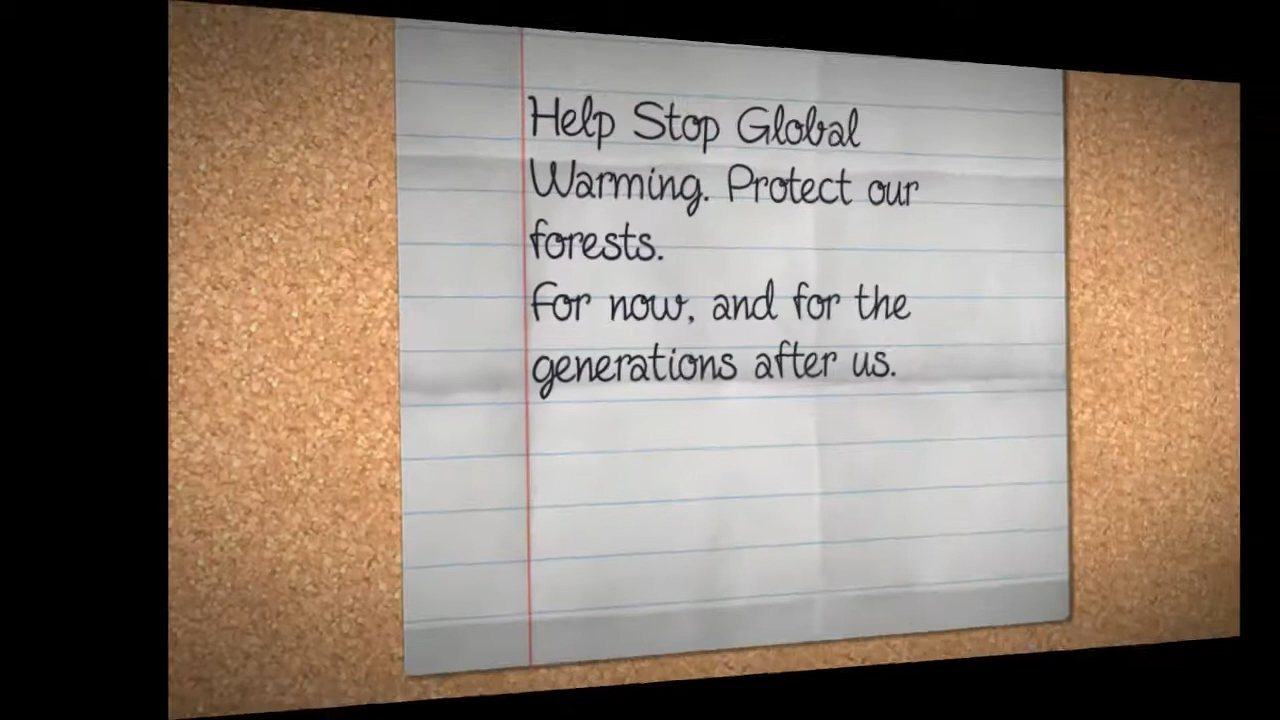 Help Stop Global
Warming. Protect our
forests.
For now, and for the
generations after us.